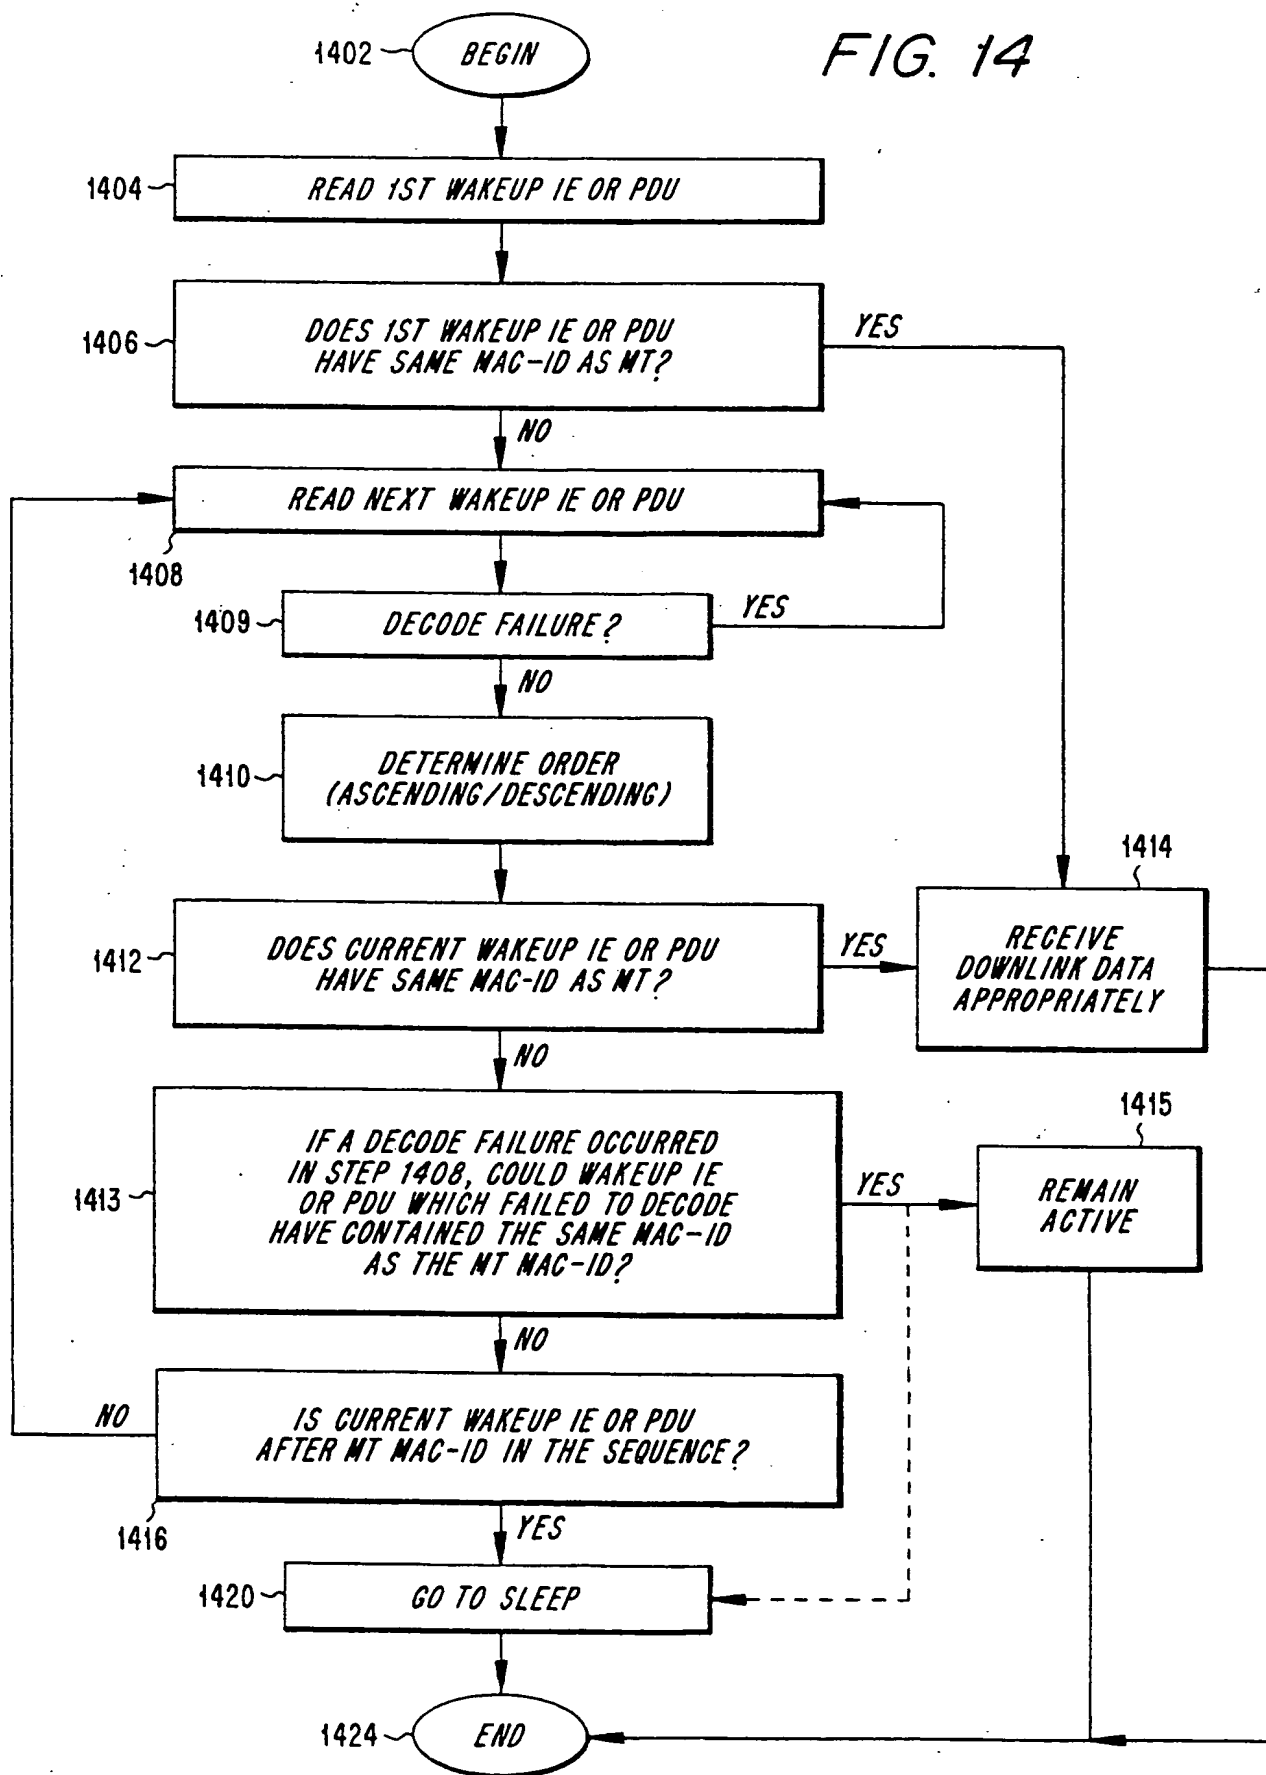 FIG. 14
1402
BEGIN
1404
READ 1ST WAKEUP IE OR PDU
1406
DOES 1ST WAKEUP IE OR PDU
HAVE SAME MAC-ID AS MT?
YES
NO
READ NEXT WAKEUP IE OR PDU
1408
1409
DECODE FAILURE?
YES
NO
1410
DETERMINE ORDER
(ASCENDING/DESCENDING)
1412
DOES CURRENT WAKEUP IE OR PDU
HAVE SAME MAC-ID AS MT?
YES
1414
RECEIVE
DOWNLINK DATA
APPROPRIATELY
NO
1413
IF A DECODE FAILURE OCCURRED
IN STEP 1408, COULD WAKEUP IE
OR PDU WHICH FAILED TO DECODE
HAVE CONTAINED THE SAME MAC-ID
AS THE MT MAC-ID?
YES
1415
REMAIN
ACTIVE
NO
NO
IS CURRENT WAKEUP IE OR PDU
AFTER MT MAC-ID IN THE SEQUENCE?
1416
YES
1420
GO TO SLEEP
1424
END